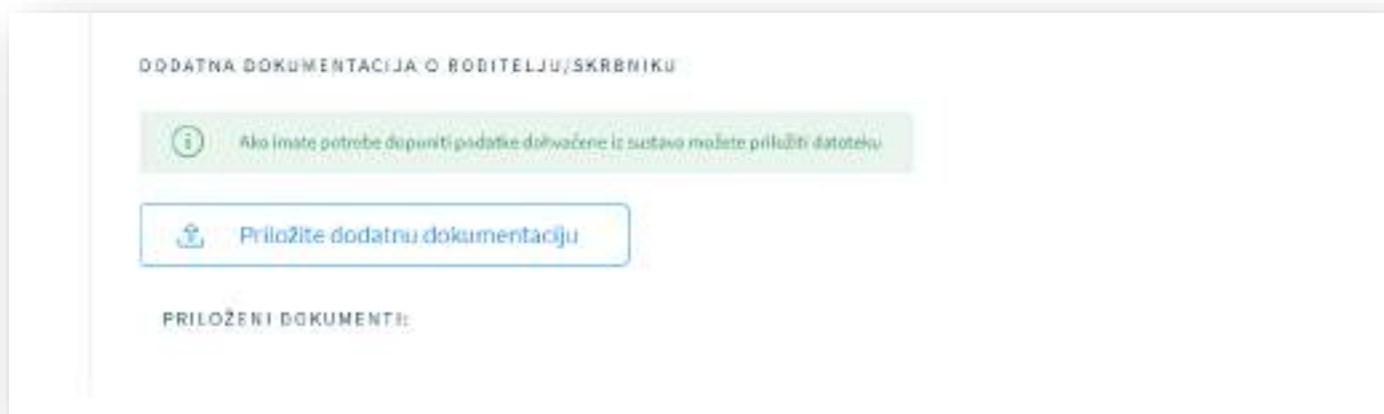 DODATNA DOKUMENTACIJA O RODITELJU/SKRBNIKU
Ako imate potrebe dopuniti podatke dohvaćene iz sustava možete priložiti datoteku
Priložite dodatnu dokumentaciju
PRILOŽENI DOKUMENTI: